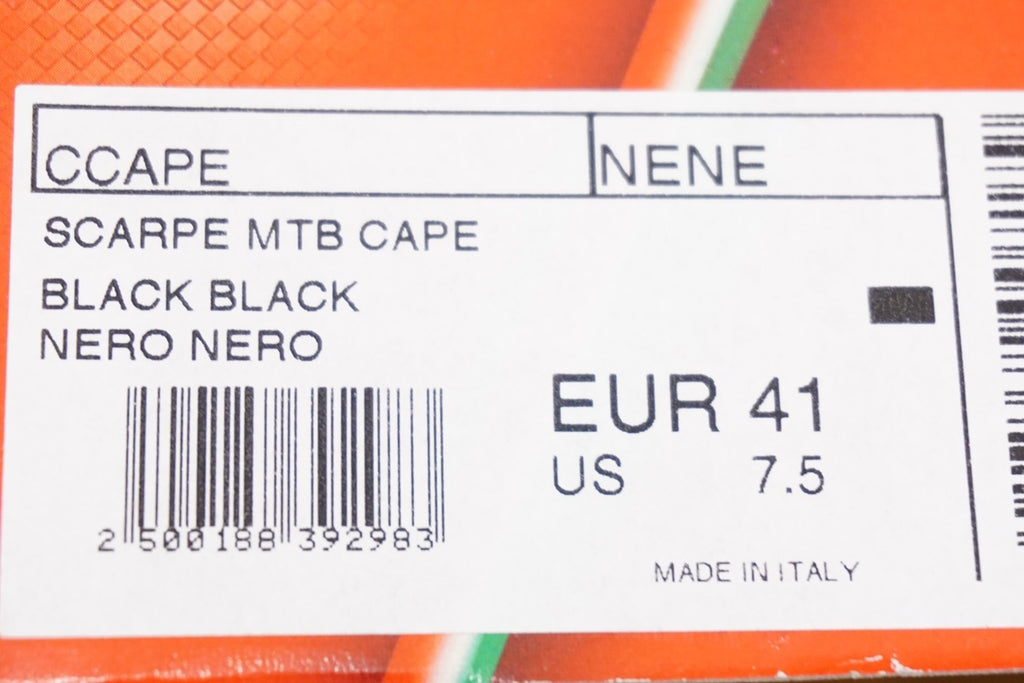 CCAPE NENE
SCARPE MTB CAPE
BLACK BLACK
NERO NERO
EUR 41
US 7.5
2 500188 392983
MADE IN ITALY